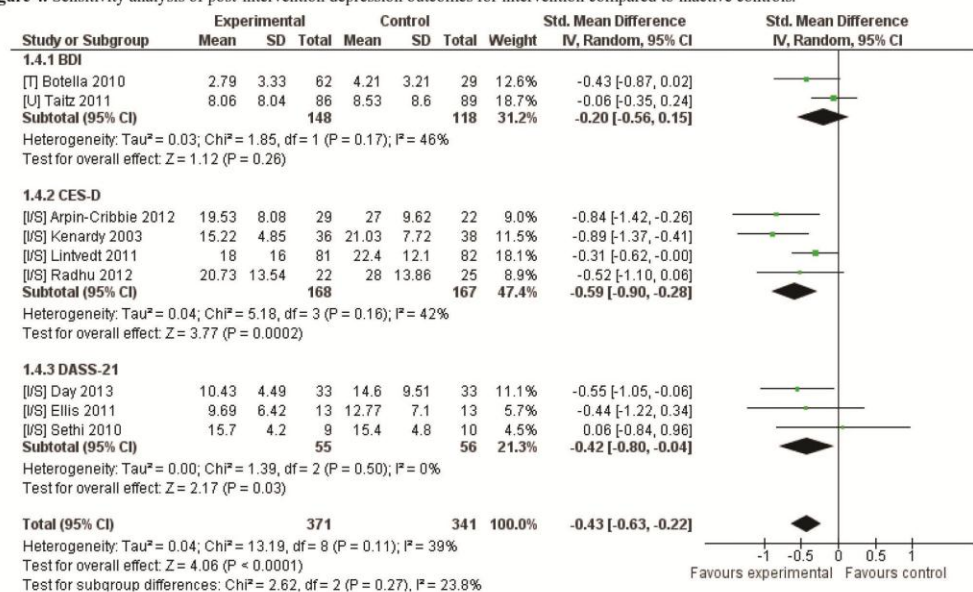 Sensitivity analysis of post-intervention depression outcomes for intervention compared to inactive controls.
Experimental Control Std. Mean Difference Std. Mean Difference
Study or Subgroup Mean SD Total Mean SD Total Weight IV, Random, 95% CI IV, Random, 95% CI
1.4.1 BDI
[T] Botella 2010 2.79 3.33 62 4.21 3.21 29 12.6% -0.43 [-0.87, 0.02]
[U] Taitz 2011 8.06 8.04 86 8.53 8.6 89 18.7% -0.06 [-0.35, 0.24]
Subtotal (95% CI) 148 118 31.2% -0.20 [-0.56, 0.15]
Heterogeneity: Tau² = 0.03; Chi² = 1.85, df = 1 (P = 0.17); I² = 46%
Test for overall effect: Z = 1.12 (P = 0.26)
1.4.2 CES-D
[I/S] Arpin-Cribbie 2012 19.53 8.08 29 27 9.62 22 9.0% -0.84 [-1.42, -0.26]
[I/S] Kenardy 2003 15.22 4.85 36 21.03 7.72 38 11.5% -0.89 [-1.37, -0.41]
[I/S] Lintvedt 2011 18 16 81 22.4 12.1 82 18.1% -0.31 [-0.62, -0.00]
[I/S] Radhu 2012 20.73 13.54 22 28 13.86 25 8.9% -0.52 [-1.10, 0.06]
Subtotal (95% CI) 168 167 47.4% -0.59 [-0.90, -0.28]
Heterogeneity: Tau² = 0.04; Chi² = 5.18, df = 3 (P = 0.16); I² = 42%
Test for overall effect: Z = 3.77 (P = 0.0002)
1.4.3 DASS-21
[I/S] Day 2013 10.43 4.49 33 14.6 9.51 33 11.1% -0.55 [-1.05, -0.06]
[I/S] Ellis 2011 9.69 6.42 13 12.77 7.1 13 5.7% -0.44 [-1.22, 0.34]
[I/S] Sethi 2010 15.7 4.2 9 15.4 4.8 10 4.5% 0.06 [-0.84, 0.96]
Subtotal (95% CI) 55 56 21.3% -0.42 [-0.80, -0.04]
Heterogeneity: Tau² = 0.00; Chi² = 1.39, df = 2 (P = 0.50); I² = 0%
Test for overall effect: Z = 2.17 (P = 0.03)
Total (95% CI) 371 341 100.0% -0.43 [-0.63, -0.22]
Heterogeneity: Tau² = 0.04; Chi² = 13.19, df = 8 (P = 0.11); I² = 39%
Test for overall effect: Z = 4.06 (P < 0.0001)
Test for subgroup differences: Chi² = 2.62, df = 2 (P = 0.27), I² = 23.8%
-1 -0.5 0 0.5 1
Favours experimental Favours control